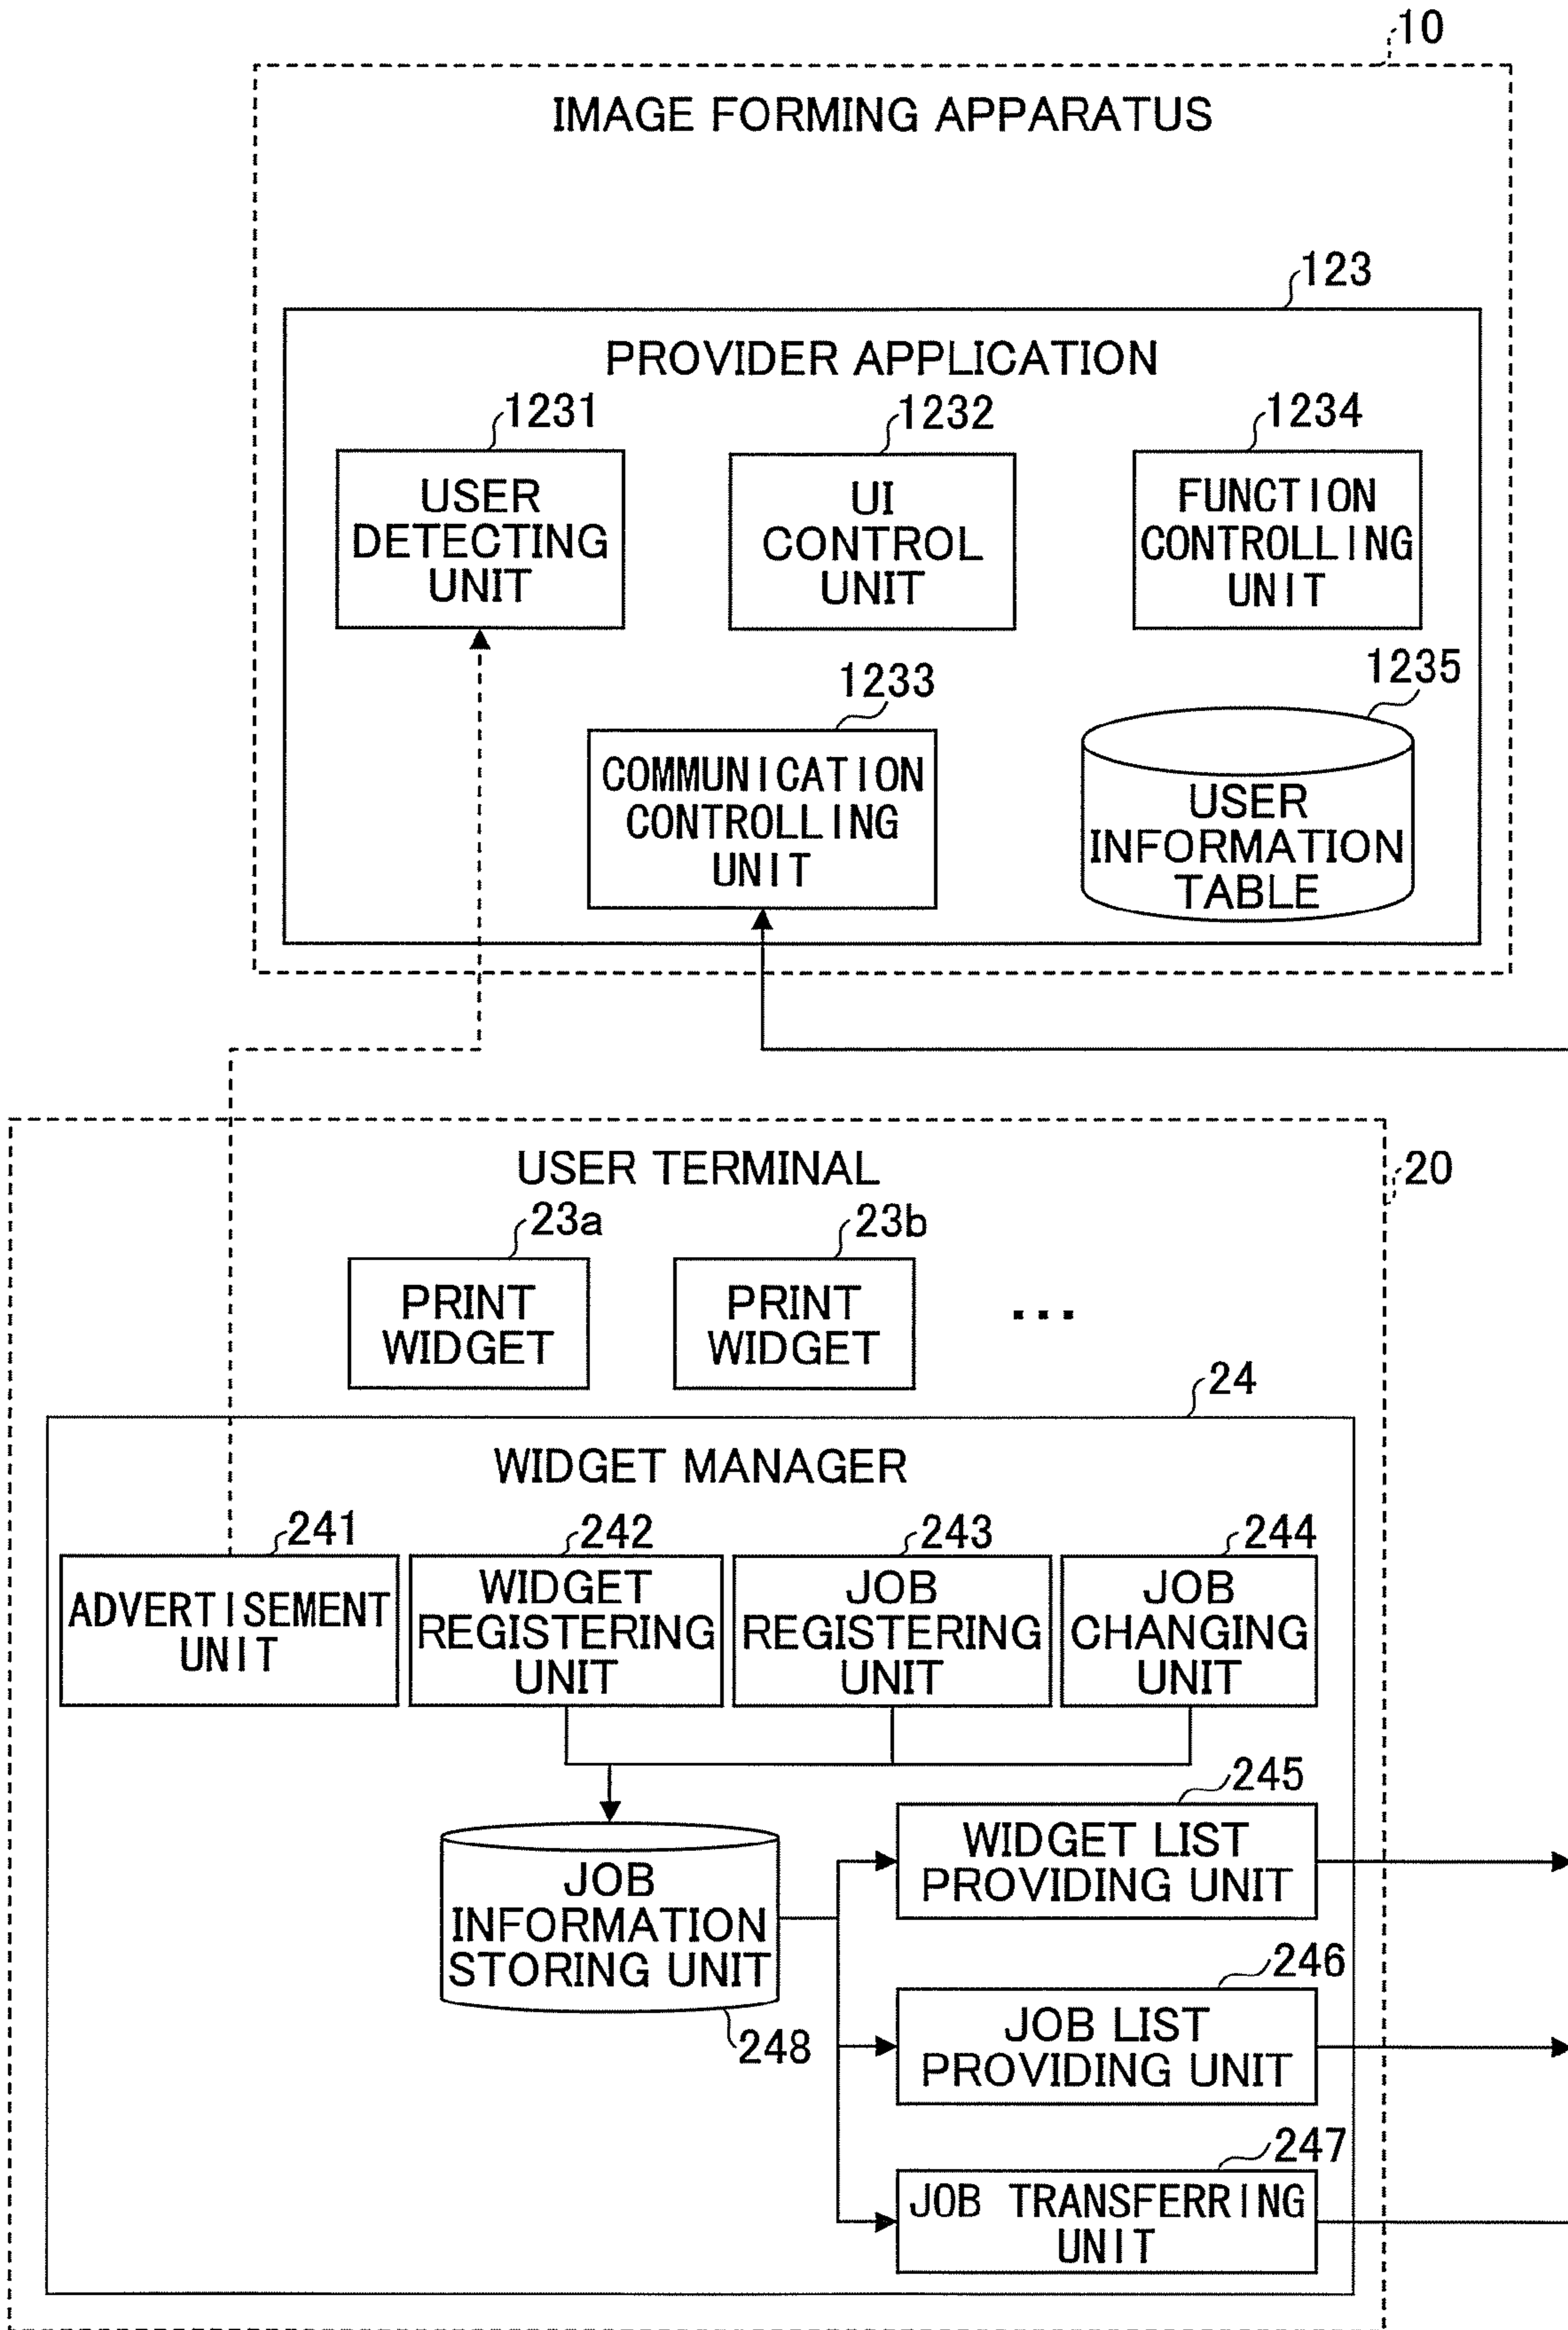 10
IMAGE FORMING APPARATUS
123
PROVIDER APPLICATION
1231
USER
DETECTING
UNIT
1232
UI
CONTROL
UNIT
1234
FUNCTION
CONTROLLING
UNIT
1233
COMMUNICATION
CONTROLLING
UNIT
1235
USER
INFORMATION
TABLE
USER TERMINAL
20
23a
PRINT
WIDGET
23b
PRINT
WIDGET
...
24
WIDGET MANAGER
241
ADVERTISEMENT
UNIT
242
WIDGET
REGISTERING
UNIT
243
JOB
REGISTERING
UNIT
244
JOB
CHANGING
UNIT
245
WIDGET LIST
PROVIDING UNIT
JOB
INFORMATION
STORING UNIT
248
246
JOB LIST
PROVIDING UNIT
247
JOB TRANSFERRING
UNIT